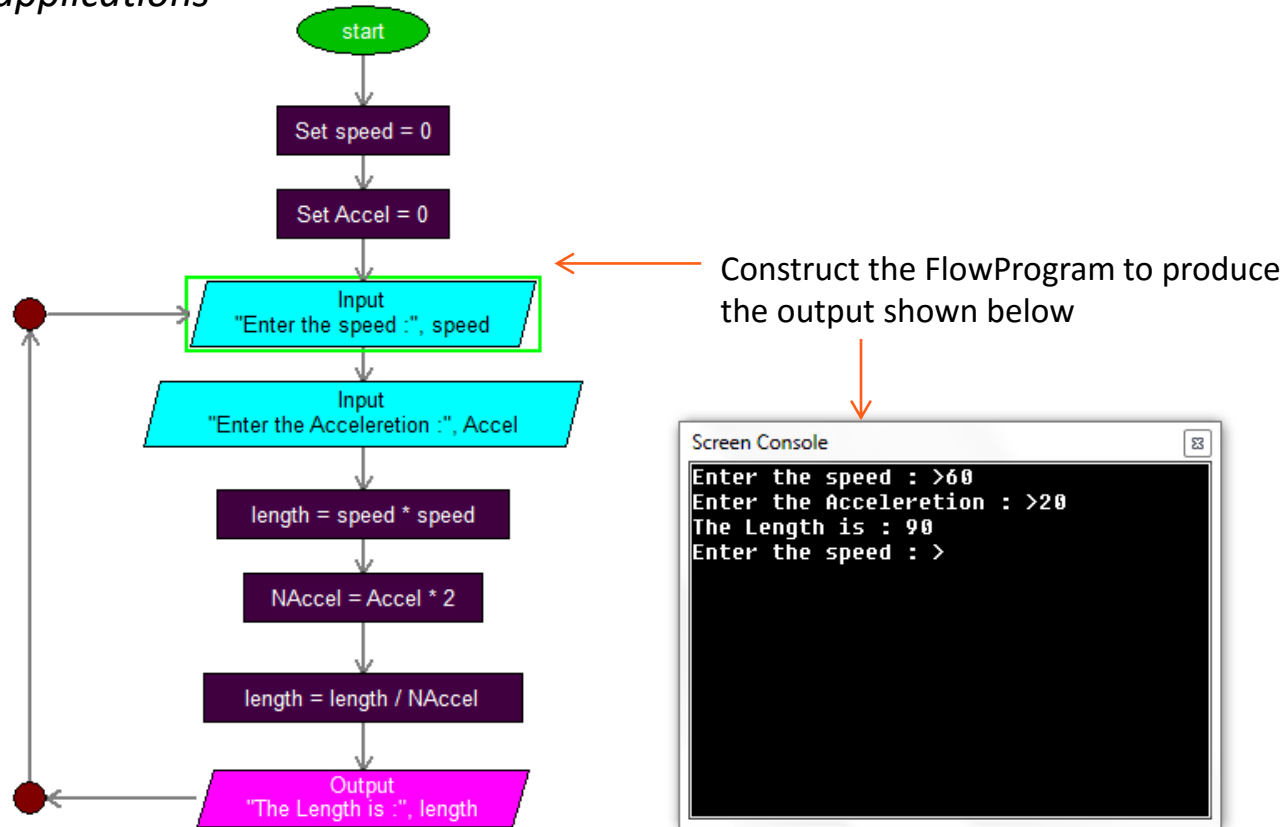 applications
start
Set speed = 0
Set Accel = 0
Input
"Enter the speed :", speed
Input
"Enter the Acceleretion :", Accel
length = speed * speed
NAccel = Accel * 2
length = length / NAccel
Output
"The Length is :", length
Construct the FlowProgram to produce
the output shown below
Screen Console
Enter the speed : >60
Enter the Acceleretion : >20
The Length is : 90
Enter the speed : >